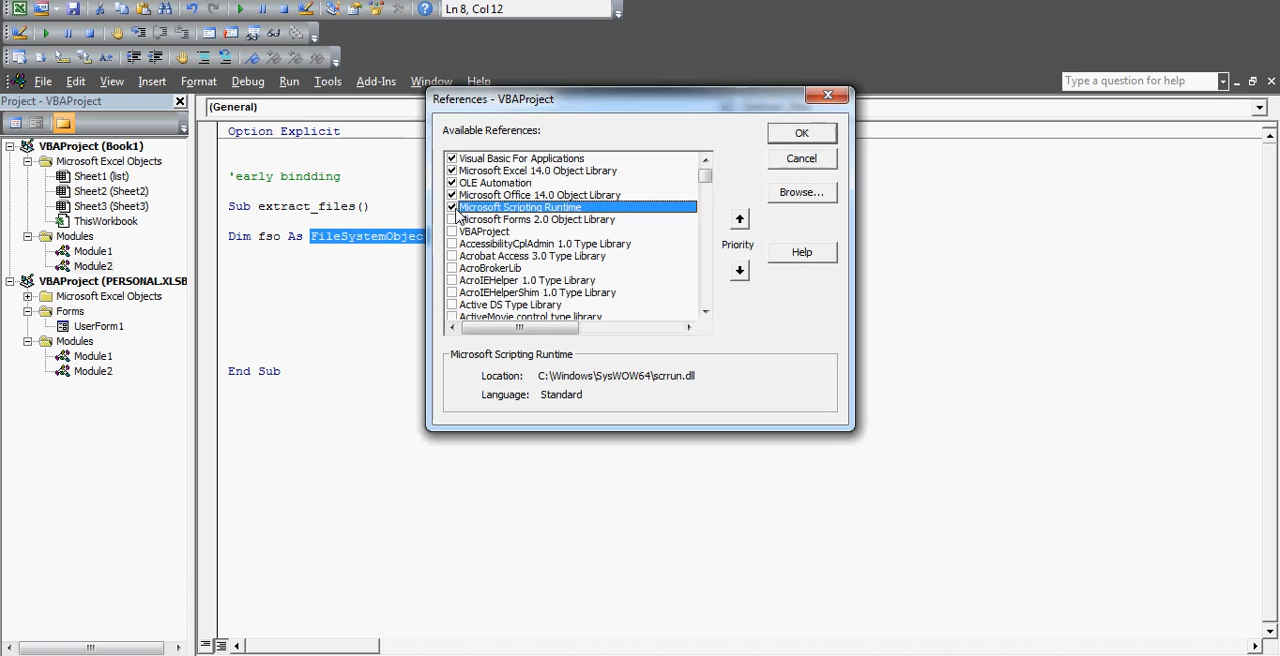 Ln 8, Col 12
File Edit View Insert Format Debug Run Tools Add-Ins Window Help
Type a question for help
Project - VBAProject
VBAProject (Book1)
Microsoft Excel Objects
Sheet1 (list)
Sheet2 (Sheet2)
Sheet3 (Sheet3)
ThisWorkbook
Modules
Module1
Module2
VBAProject (PERSONAL.XLSB
Microsoft Excel Objects
Forms
UserForm1
Modules
Module1
Module2
(General)
Option Explicit
'early bindding
Sub extract_files()
Dim fso As FileSystemObjec
End Sub
References - VBAProject
Available References:
Visual Basic For Applications
Microsoft Excel 14.0 Object Library
OLE Automation
Microsoft Office 14.0 Object Library
Microsoft Scripting Runtime
Microsoft Forms 2.0 Object Library
VBAProject
AccessibilityCplAdmin 1.0 Type Library
Acrobat Access 3.0 Type Library
AcroBrokerLib
AcroIEHelper 1.0 Type Library
AcroIEHelperShim 1.0 Type Library
Active DS Type Library
ActiveMovie control type library
OK
Cancel
Browse...
Priority
Help
Microsoft Scripting Runtime
Location: C:\Windows\SysWOW64\scrrun.dll
Language: Standard